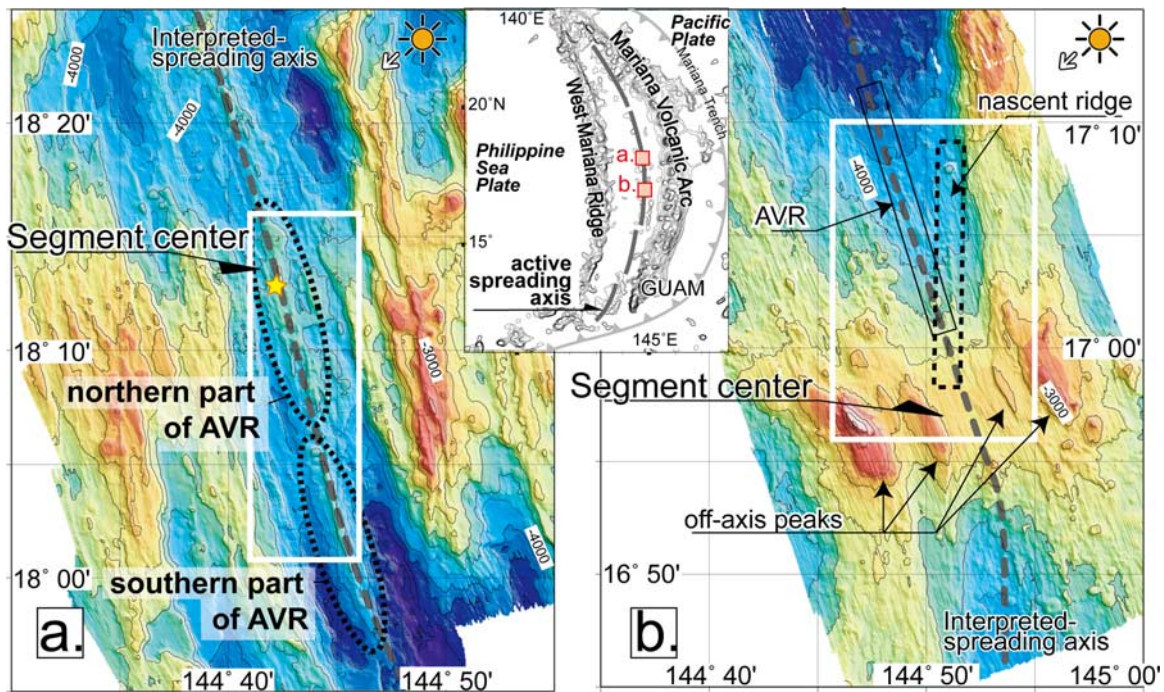 Interpreted-
spreading axis
-4000
-4000
18° 20'
Segment center
18° 10'
-3000
northern part
of AVR
-4000
18° 00'
southern part
of AVR
a.
144° 40'
144° 50'
140°E
Pacific
Plate
Mariana Trench
Mariana Volcanic Arc
20°N
West Mariana Ridge
Philippine
Sea
Plate
a.
b.
15°
active
spreading
axis
GUAM
145°E
nascent ridge
17° 10'
-4000
AVR
17° 00'
Segment center
-3000
off-axis peaks
16° 50'
Interpreted-
spreading axis
b.
144° 40'
144° 50'
145° 00'